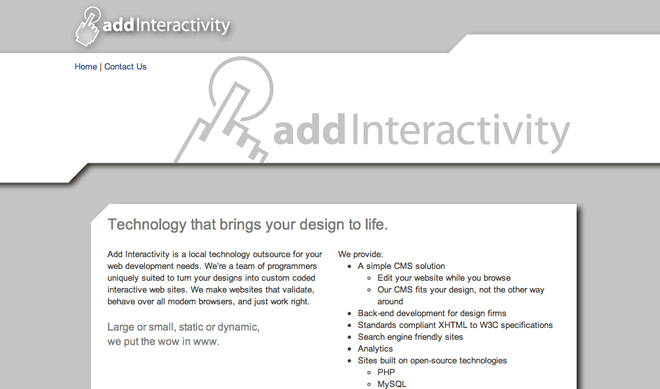 addInteractivity
Home | Contact Us
addInteractivity
Technology that brings your design to life.
Add Interactivity is a local technology outsource for your
web development needs. We're a team of programmers
uniquely suited to turn your designs into custom coded
interactive web sites. We make websites that validate,
behave over all modern browsers, and just work right.
Large or small, static or dynamic,
we put the wow in www.
We provide:
A simple CMS solution
Edit your website while you browse
Our CMS fits your design, not the other way
around
Back-end development for design firms
Standards compliant XHTML to W3C specifications
Search engine friendly sites
Analytics
Sites built on open-source technologies
PHP
MySQL